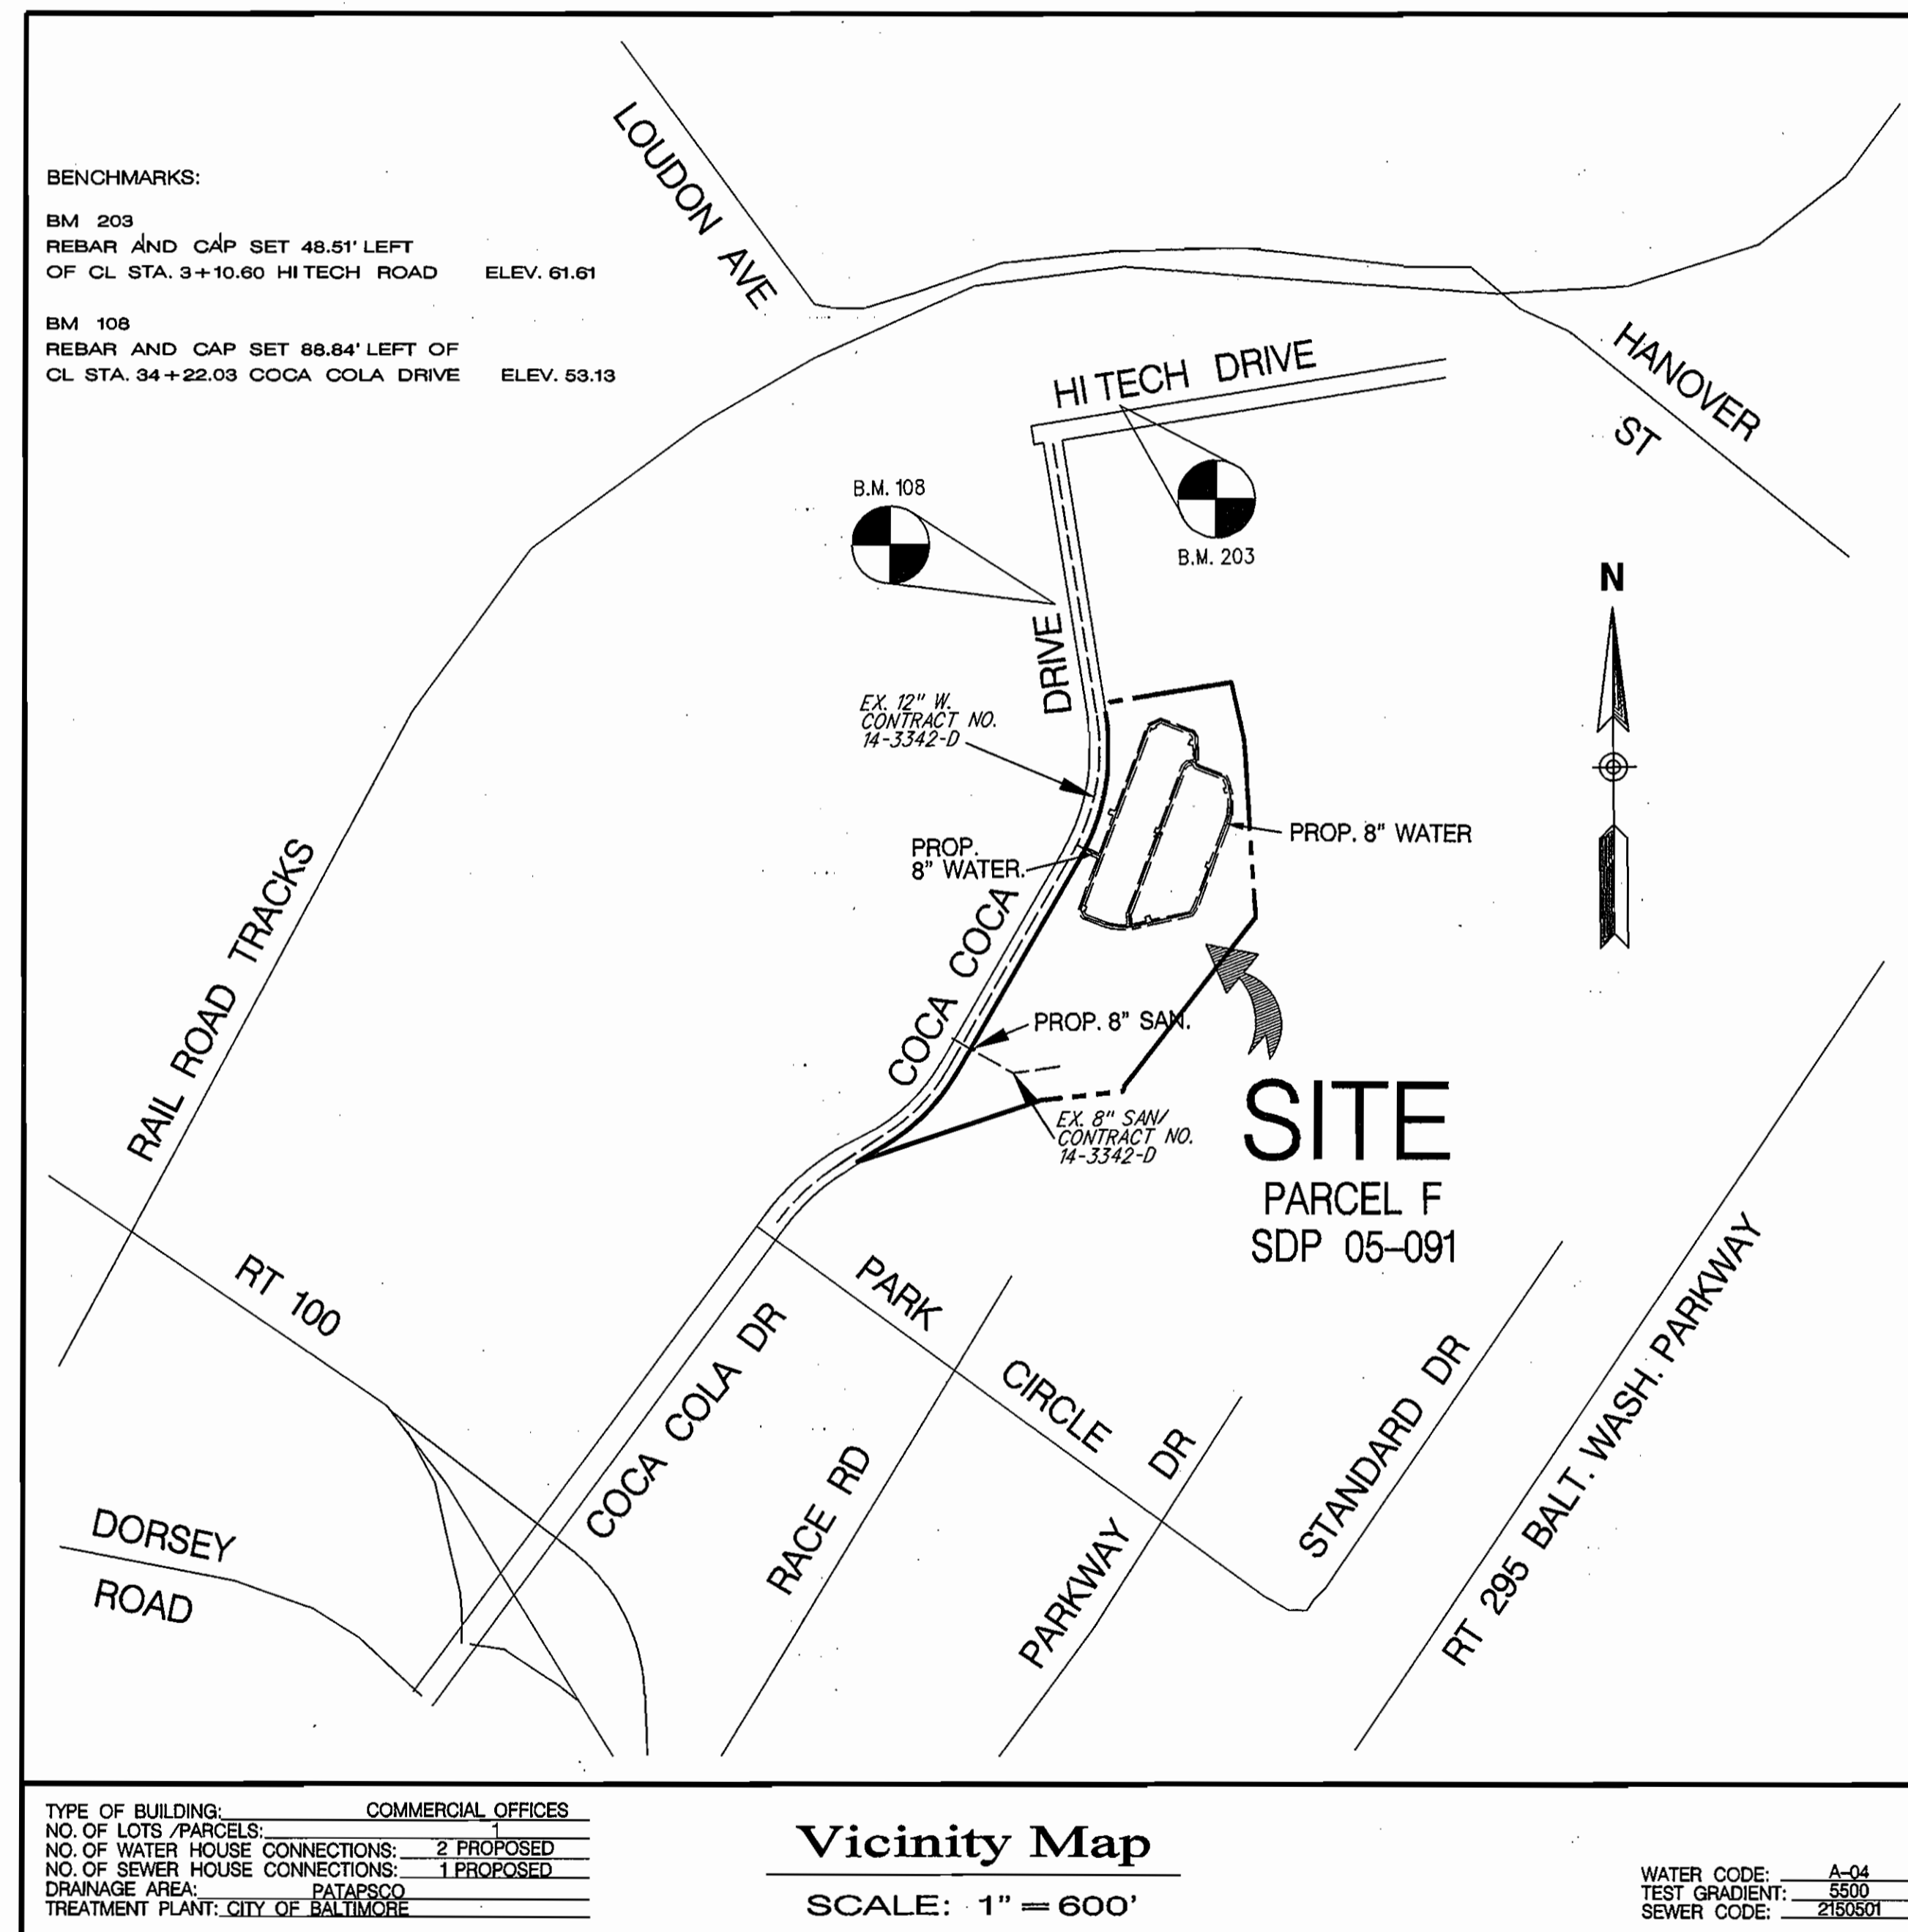 LOUDON AVE
BENCHMARKS:
BM 203
REBAR AND CAP SET 48.51' LEFT
OF CL STA. 3+10.60 HI TECH ROAD ELEV. 61.61
BM 108
REBAR AND CAP SET 88.84' LEFT OF
CL STA. 34+22.03 COCA COLA DRIVE ELEV. 53.13
HI TECH DRIVE
HANOVER
ST
B.M. 108
B.M. 203
N
DRIVE
EX. 12" W.
CONTRACT NO.
14-3342-D
PROP.
8" WATER.
PROP. 8" WATER
COCA COCA
RAIL ROAD TRACKS
PROP. 8" SAN.
EX. 8" SAN/
CONTRACT NO.
14-3342-D
SITE
PARCEL F
SDP 05-091
RT 100
PARK
CIRCLE
COCA COLA DR
RACE RD
PARKWAY DR
STANDARD DR
RT 295 BALT. WASH. PARKWAY
DORSEY
ROAD
TYPE OF BUILDING: COMMERCIAL OFFICES
NO. OF LOTS /PARCELS: 1
NO. OF WATER HOUSE CONNECTIONS: 2 PROPOSED
NO. OF SEWER HOUSE CONNECTIONS: 1 PROPOSED
DRAINAGE AREA: PATAPSCO
TREATMENT PLANT: CITY OF BALTIMORE
Vicinity Map
SCALE: 1" = 600'
WATER CODE: A-04
TEST GRADIENT: 5500
SEWER CODE: 2150501